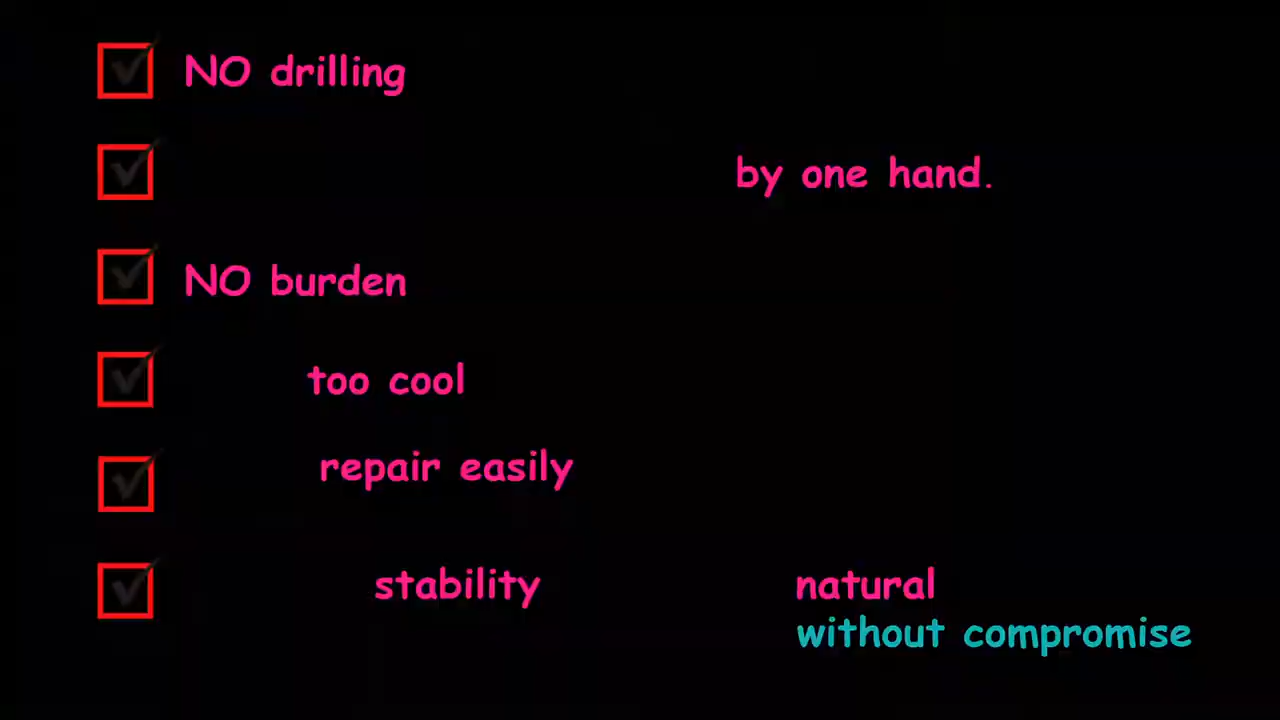 NO drilling
by one hand.
NO burden
too cool
repair easily
stability natural
without compromise